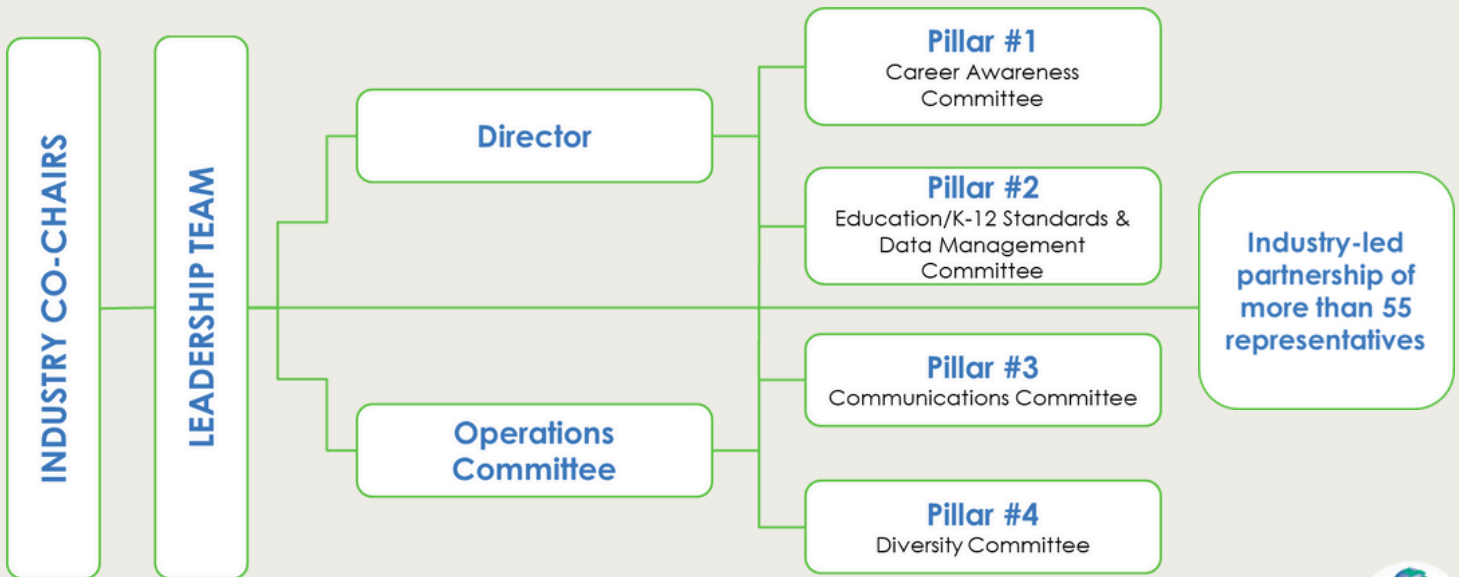 INDUSTRY CO-CHAIRS
LEADERSHIP TEAM
Director
Operations
Committee
Pillar #1
Career Awareness
Committee
Pillar #2
Education/K-12 Standards &
Data Management
Committee
Pillar #3
Communications Committee
Pillar #4
Diversity Committee
Industry-led
partnership of
more than 55
representatives